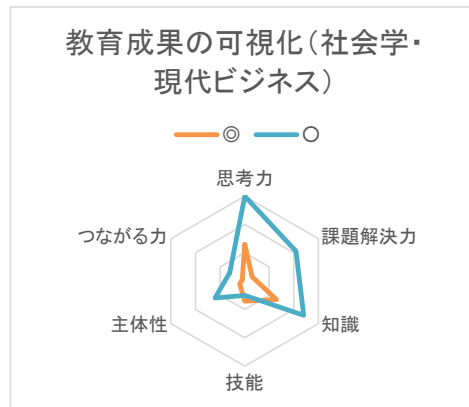 教育成果の可視化（社会学・
現代ビジネス）
◎ ○
思考力
つながる力 課題解決力
主体性 知識
技能